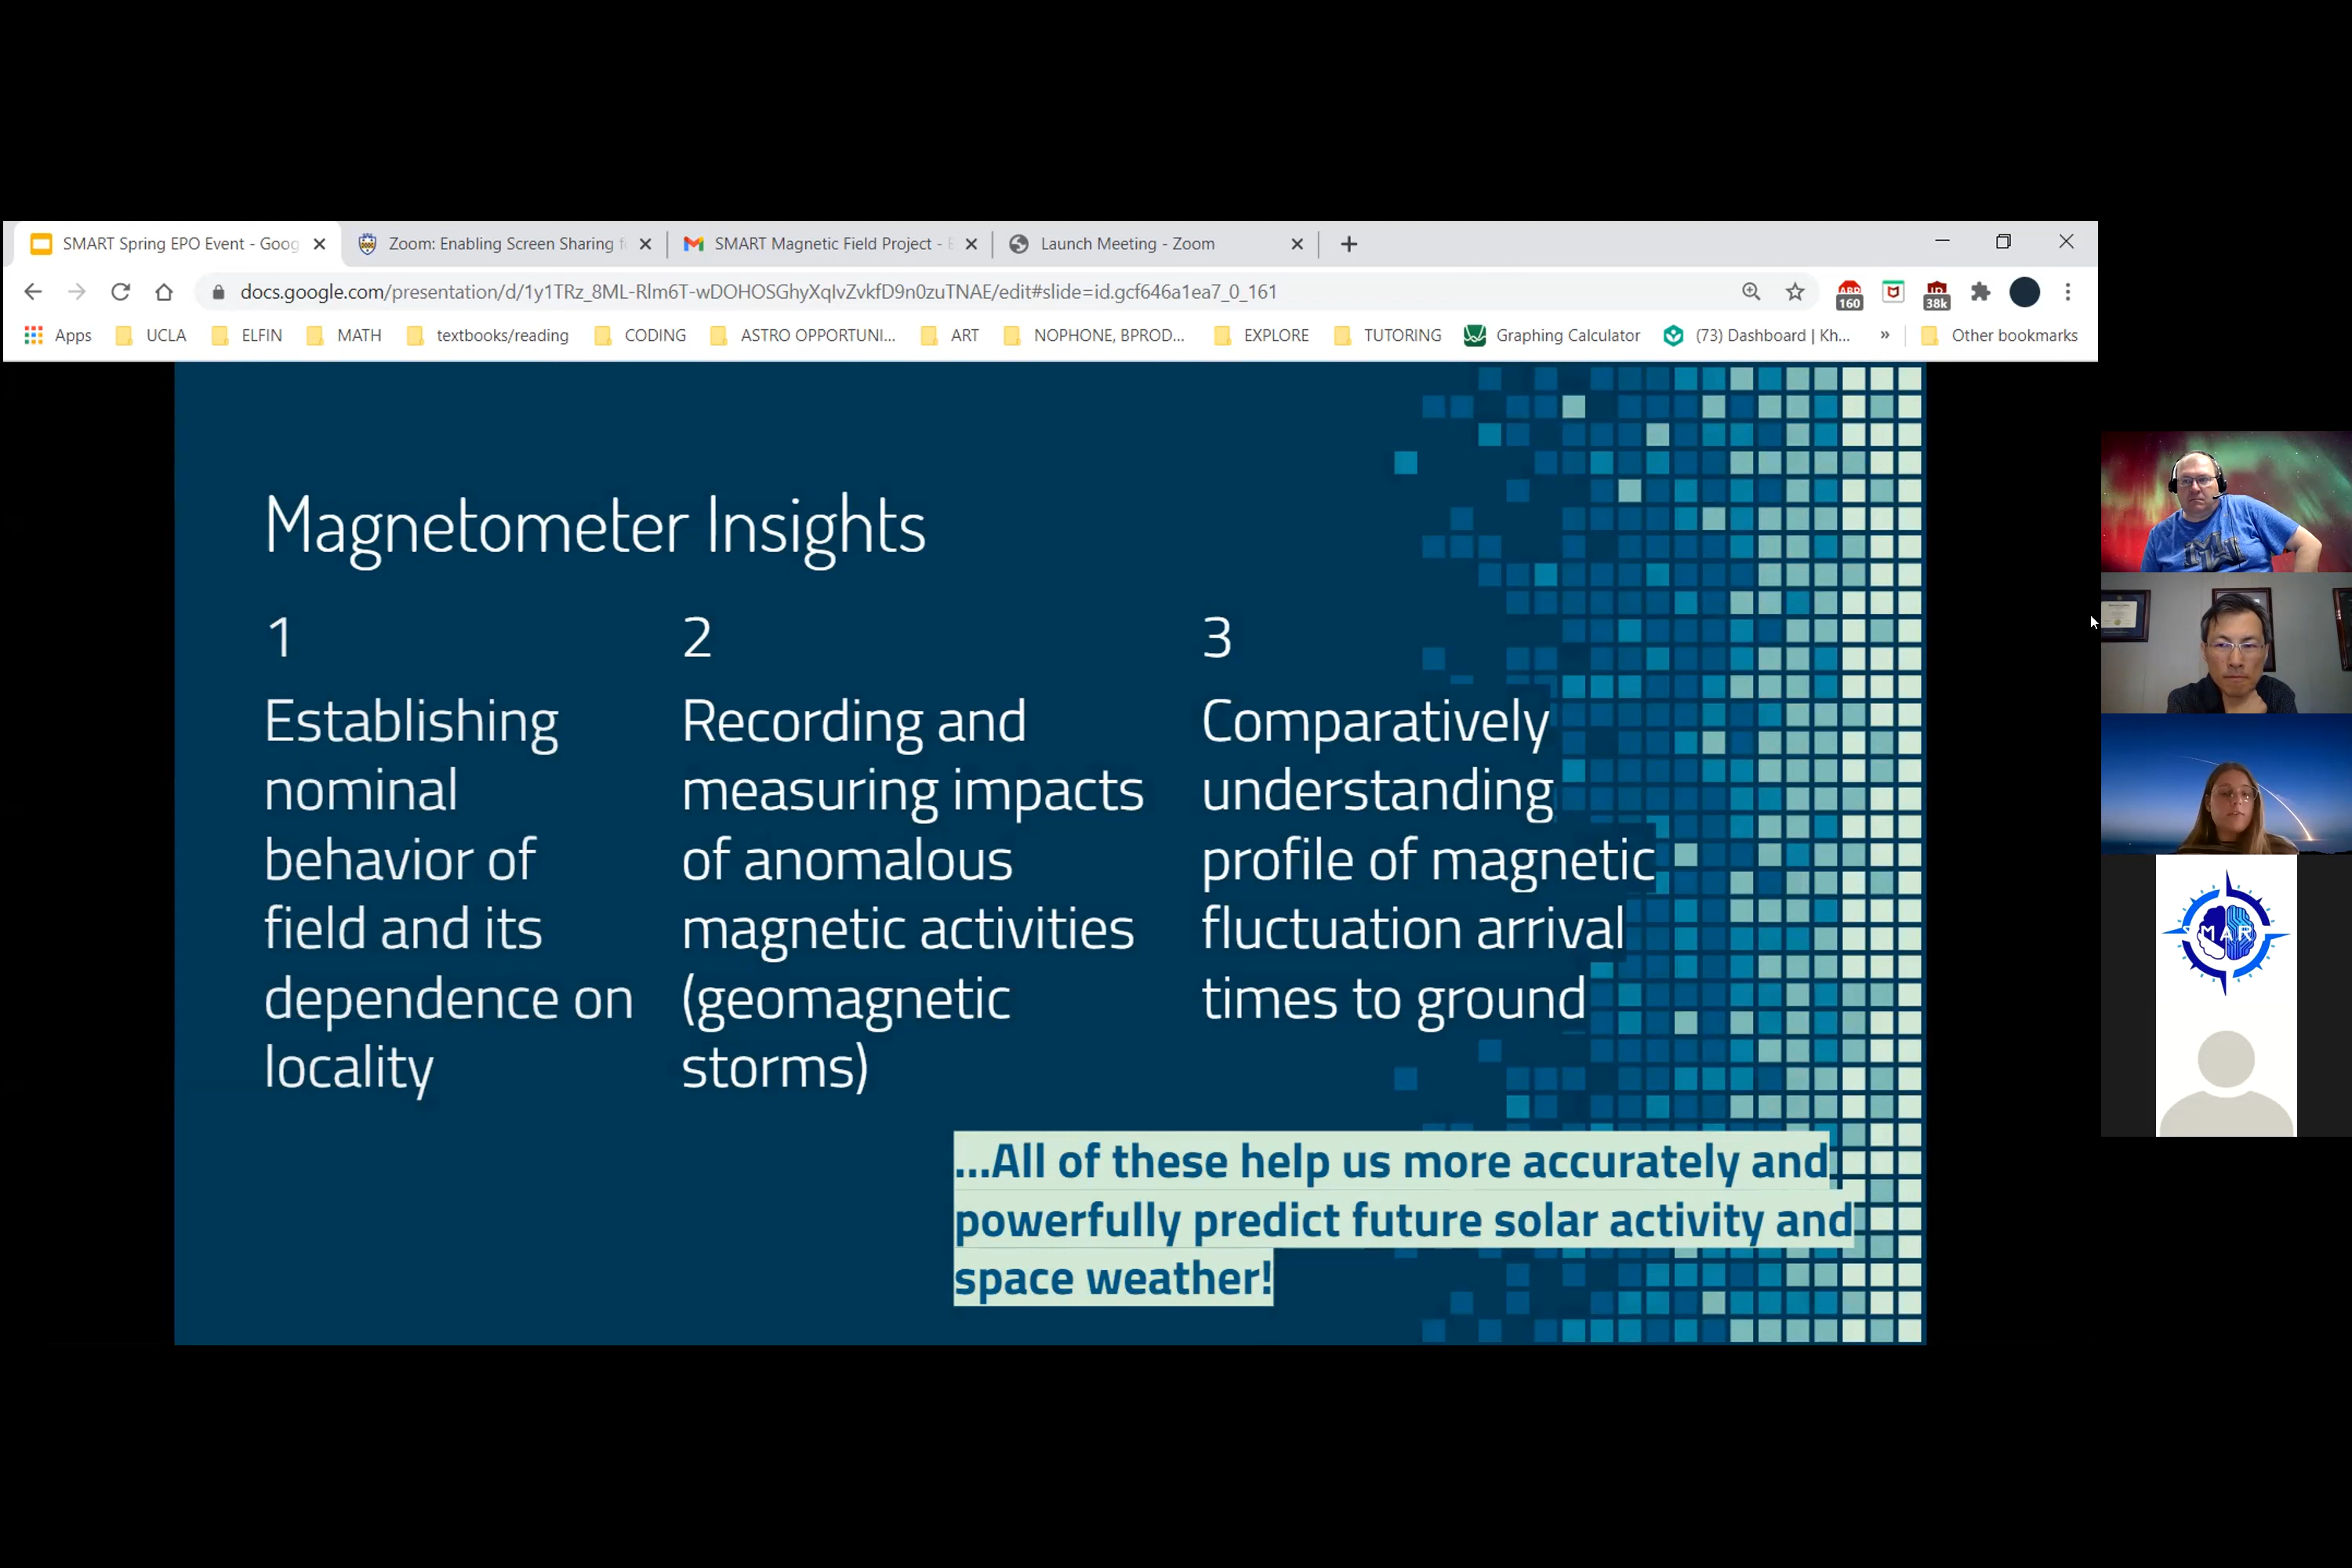 SMART Spring EPO Event - Goog
Zoom: Enabling Screen Sharing f
SMART Magnetic Field Project -
Launch Meeting - Zoom
docs.google.com/presentation/d/1y1TRz_8ML-Rlm6T-wDOHOSGhyXqIvZvkfD9n0zuTNAE/edit#slide=id.gcf646a1ea7_0_161
ABP
160
38k
Apps
UCLA
ELFIN
MATH
textbooks/reading
CODING
ASTRO OPPORTUNI...
ART
NOPHONE, BPROD...
EXPLORE
TUTORING
Graphing Calculator
(73) Dashboard | Kh...
»
Other bookmarks
Magnetometer Insights
1
Establishing
nominal
behavior of
field and its
dependence on
locality
2
Recording and
measuring impacts
of anomalous
magnetic activities
(geomagnetic
storms)
3
Comparatively
understanding
profile of magnetic
fluctuation arrival
times to ground
...All of these help us more accurately and
powerfully predict future solar activity and
space weather!